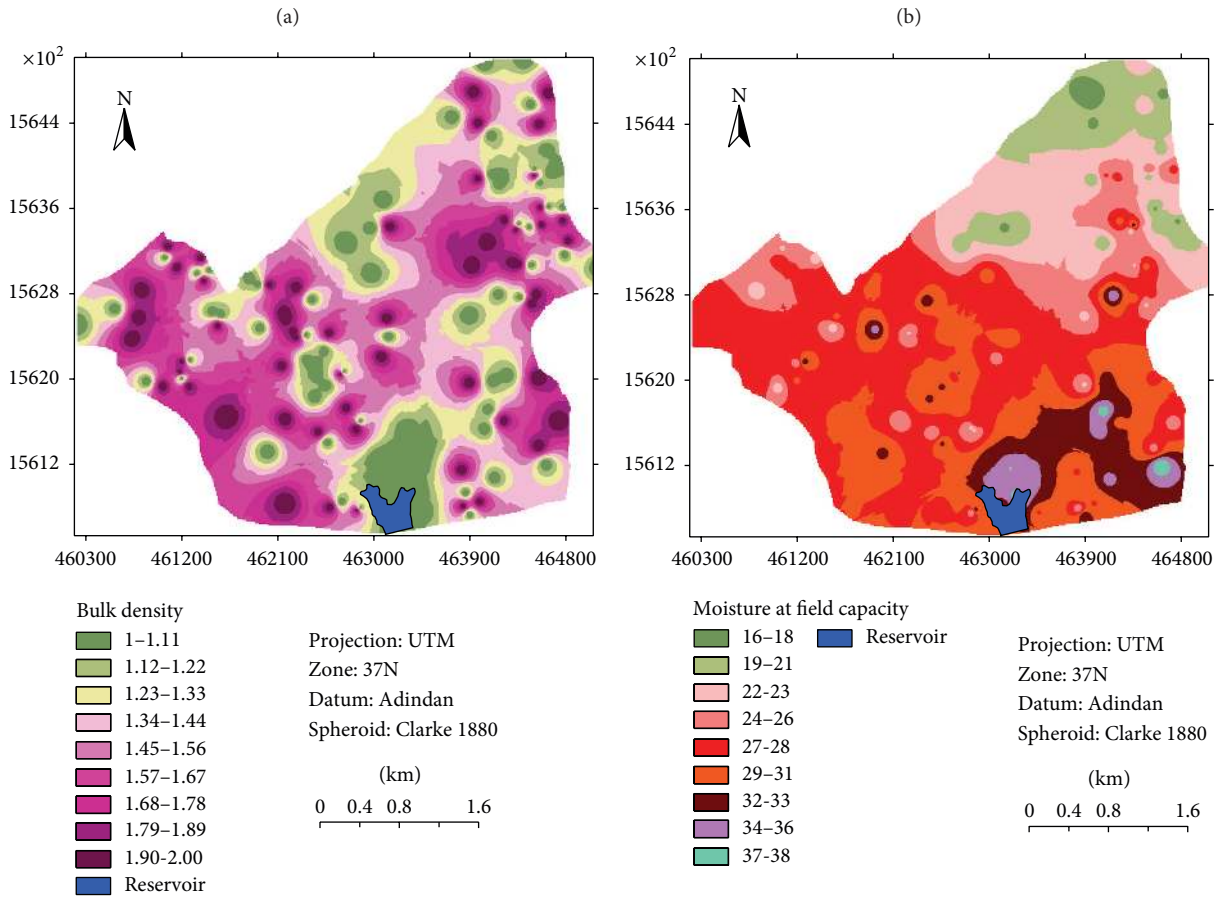 (a)
×10²
N
15644
15636
15628
15620
15612
460300 461200 462100 463000 463900 464800
Bulk density
1–1.11
1.12–1.22
1.23–1.33
1.34–1.44
1.45–1.56
1.57–1.67
1.68–1.78
1.79–1.89
1.90-2.00
Reservoir
Projection: UTM
Zone: 37N
Datum: Adindan
Spheroid: Clarke 1880
(km)
0 0.4 0.8 1.6
(b)
×10²
N
15644
15636
15628
15620
15612
460300 461200 462100 463000 463900 464800
Moisture at field capacity
16–18
19–21
22-23
24–26
27-28
29–31
32-33
34–36
37-38
Reservoir
Projection: UTM
Zone: 37N
Datum: Adindan
Spheroid: Clarke 1880
(km)
0 0.4 0.8 1.6